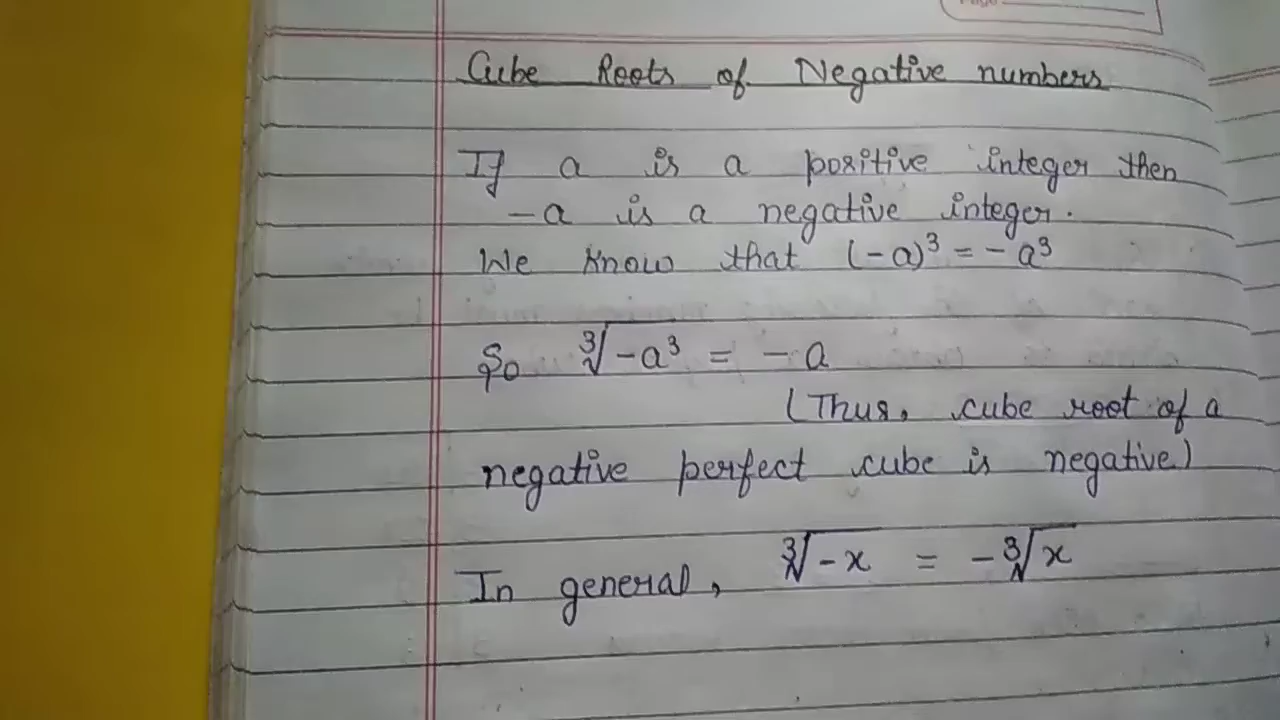 Page
Cube Roots of Negative numbers
If a is a positive integer then
-a is a negative integer.
We know that (-a)³ = -a³
So ∛-a³ = -a
(Thus, cube root of a
negative perfect cube is negative)
In general, ∛-x = -∛x